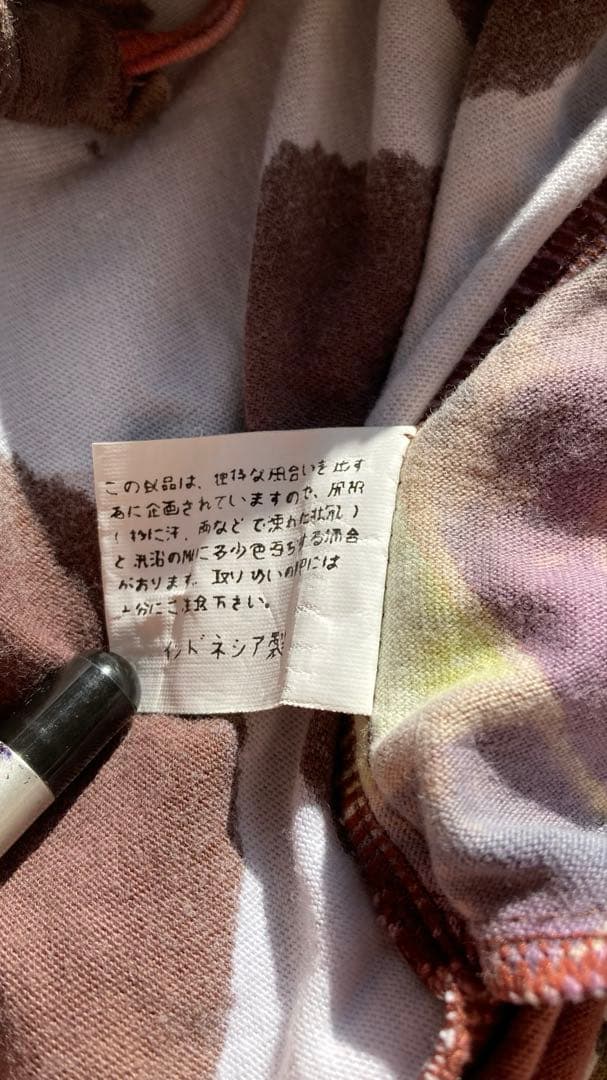 この製品は、独特な風合いを出す
為に企画されていますので、摩擦
(特に汗、雨などで濡れた状態)
と洗濯の際に多少色落ちする場合
があります。取り扱いの際には
十分にご注意下さい。
インドネシア製